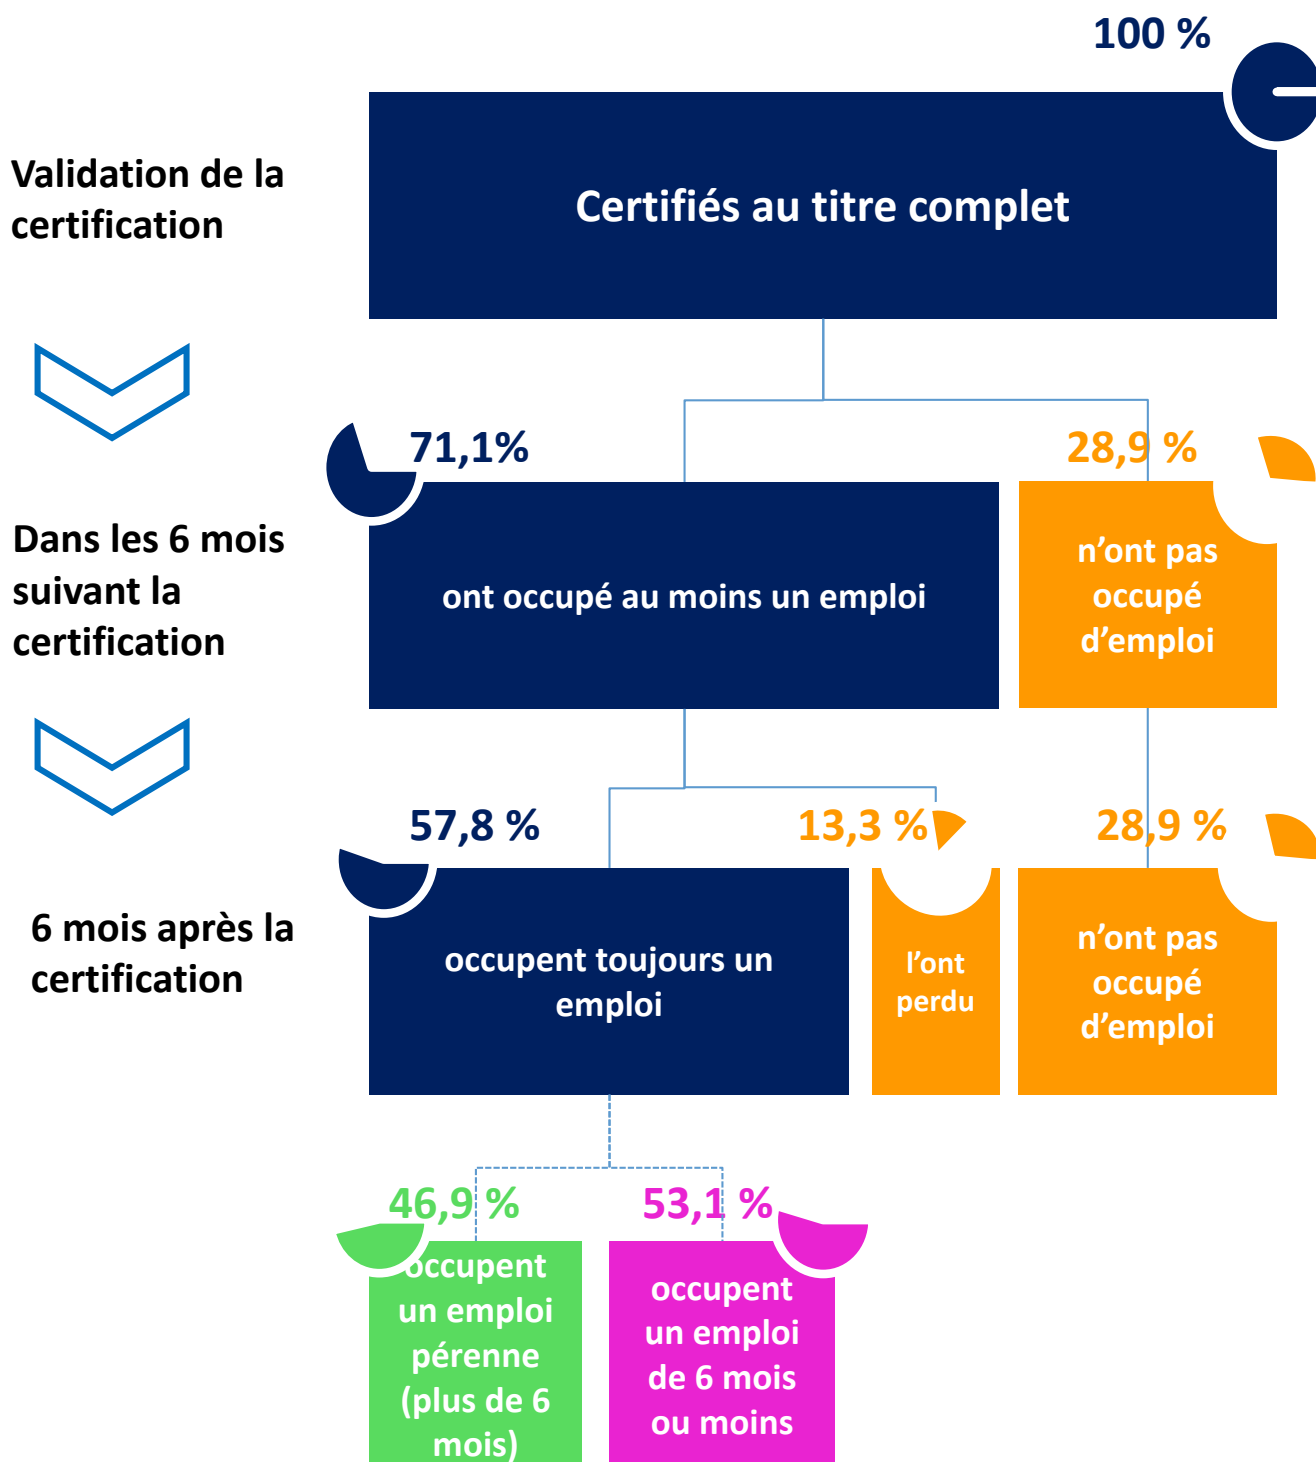 100 %
Validation de la
certification
Certifiés au titre complet
71,1%
28,9 %
Dans les 6 mois
suivant la
certification
ont occupé au moins un emploi
n’ont pas
occupé
d’emploi
57,8 %
13,3 %
28,9 %
6 mois après la
certification
occupent toujours un
emploi
l’ont
perdu
n’ont pas
occupé
d’emploi
46,9 %
53,1 %
occupent
un emploi
pérenne
(plus de 6
mois)
occupent
un emploi
de 6 mois
ou moins